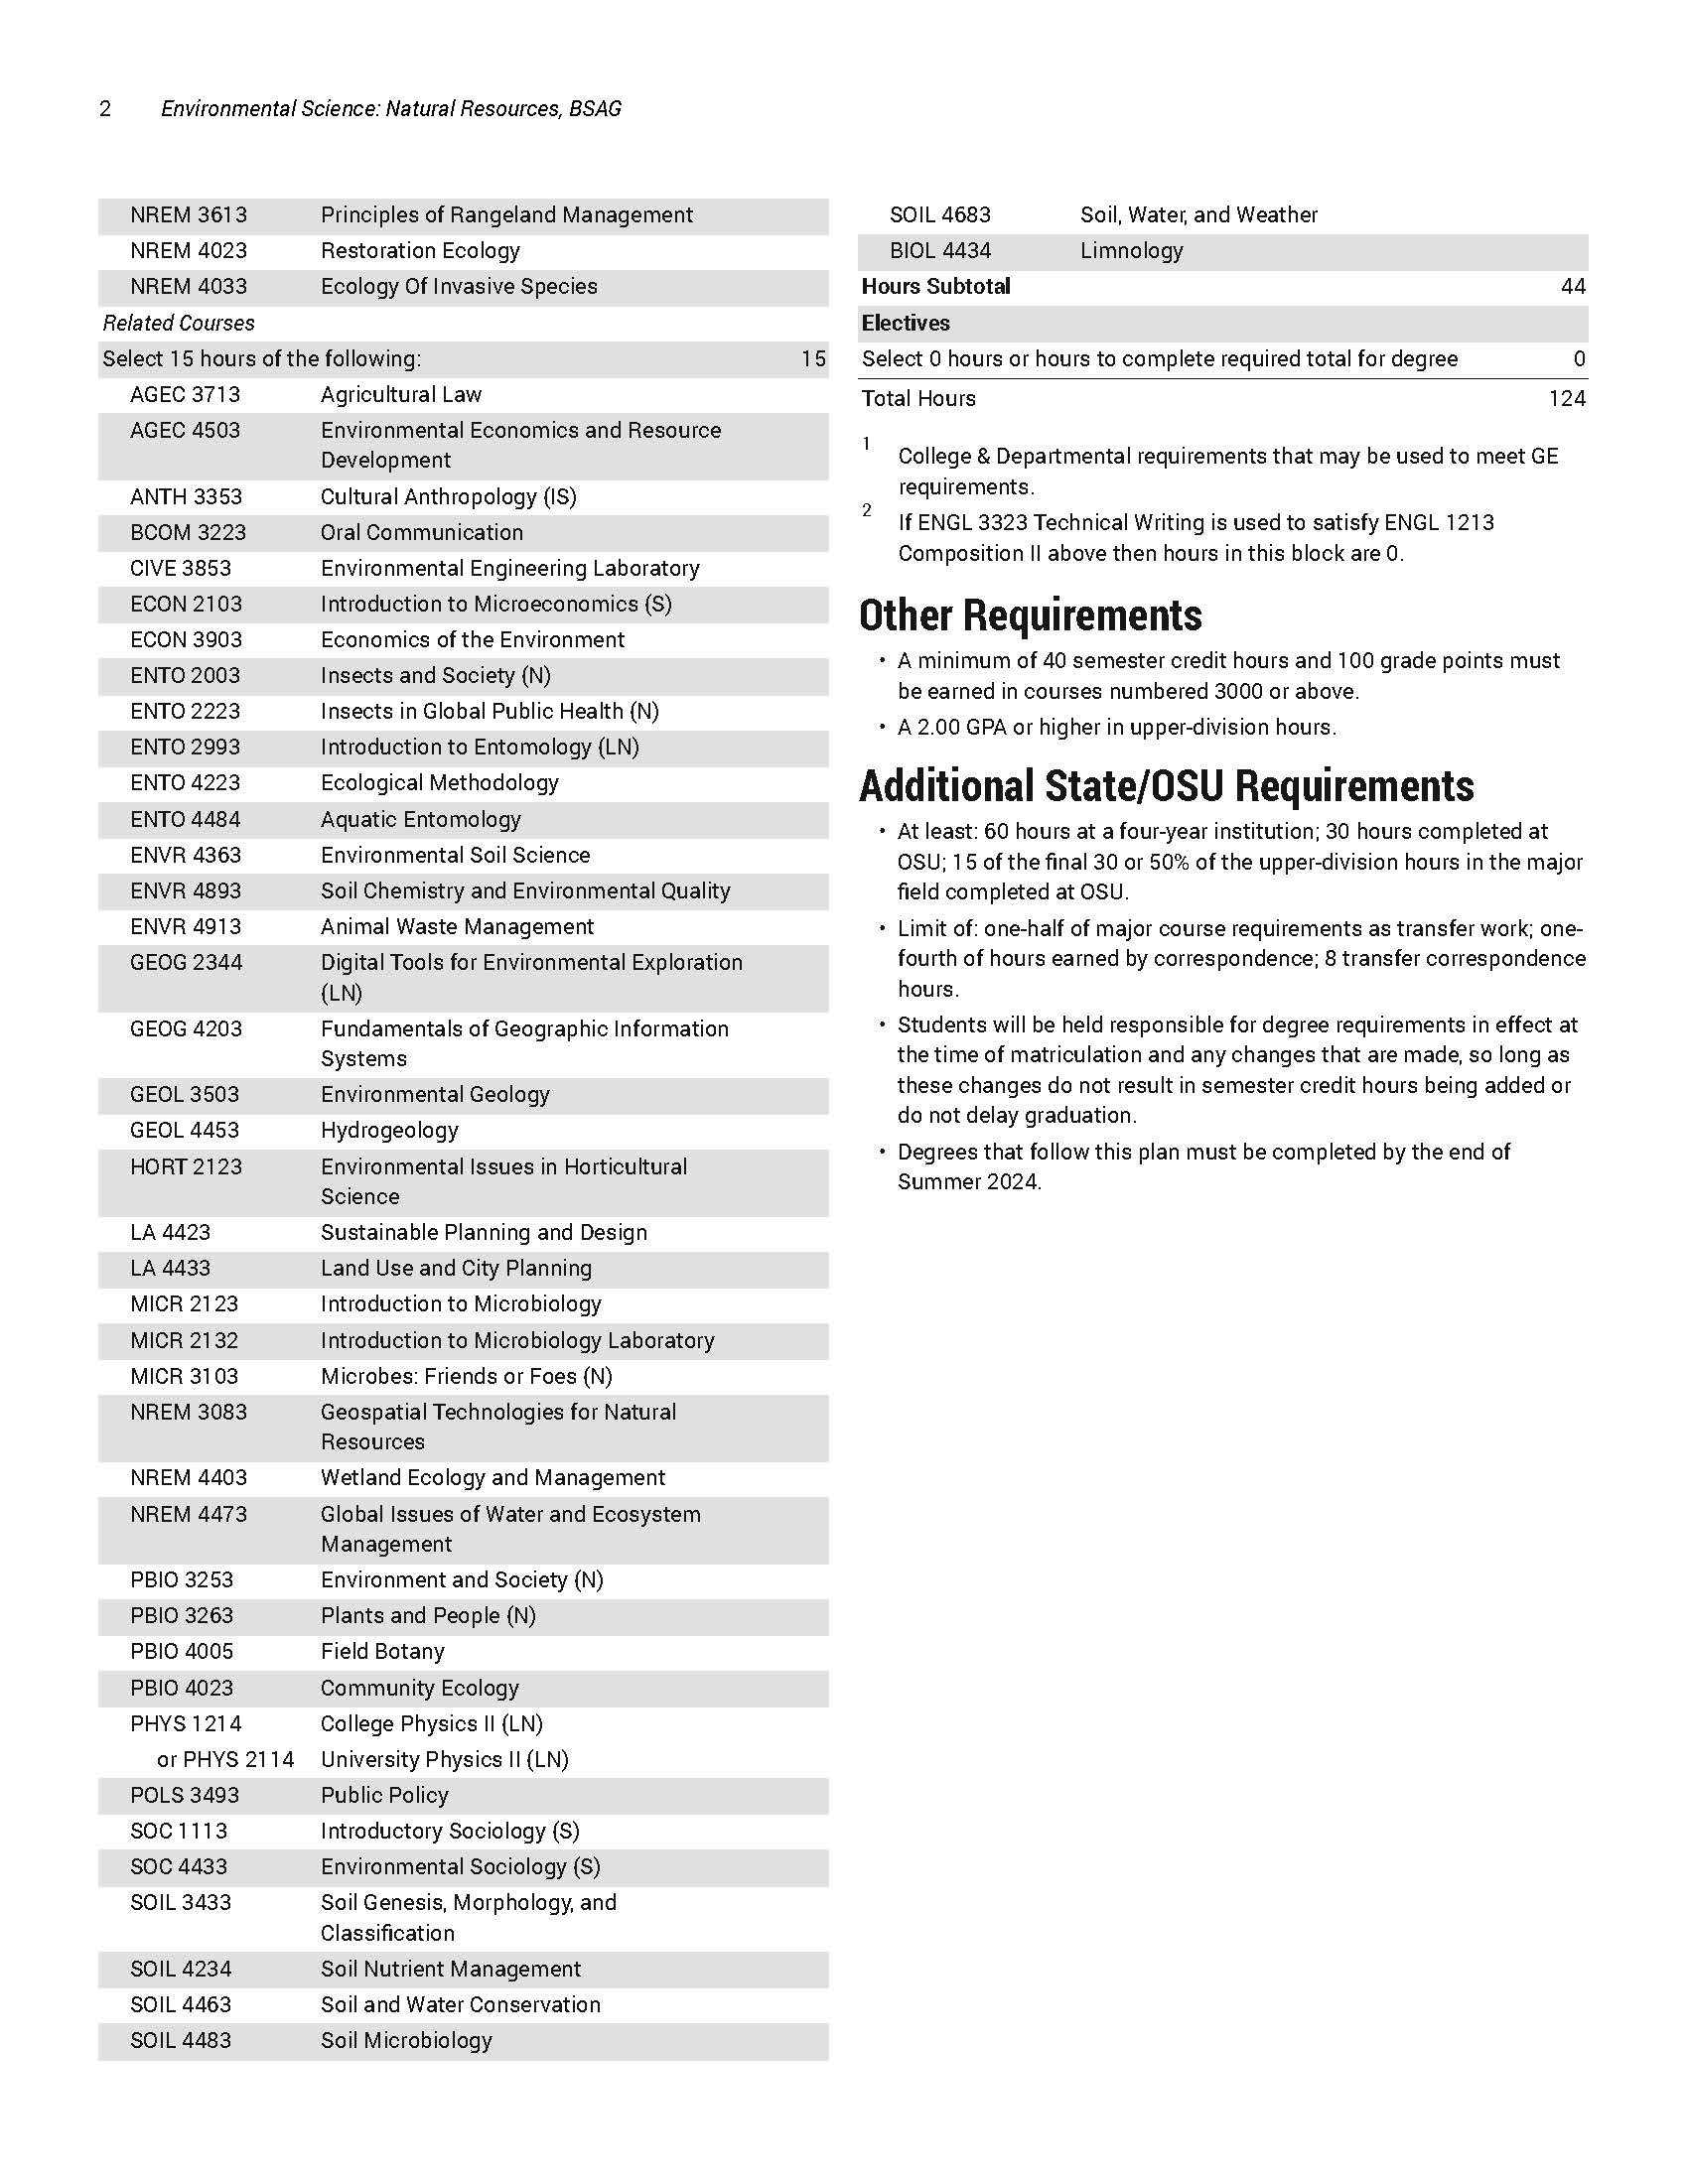 2 Environmental Science: Natural Resources, BSAG
NREM 3613 Principles of Rangeland Management
NREM 4023 Restoration Ecology
NREM 4033 Ecology Of Invasive Species
Related Courses
Select 15 hours of the following: 15
AGEC 3713 Agricultural Law
AGEC 4503 Environmental Economics and Resource
Development
ANTH 3353 Cultural Anthropology (IS)
BCOM 3223 Oral Communication
CIVE 3853 Environmental Engineering Laboratory
ECON 2103 Introduction to Microeconomics (S)
ECON 3903 Economics of the Environment
ENTO 2003 Insects and Society (N)
ENTO 2223 Insects in Global Public Health (N)
ENTO 2993 Introduction to Entomology (LN)
ENTO 4223 Ecological Methodology
ENTO 4484 Aquatic Entomology
ENVR 4363 Environmental Soil Science
ENVR 4893 Soil Chemistry and Environmental Quality
ENVR 4913 Animal Waste Management
GEOG 2344 Digital Tools for Environmental Exploration
(LN)
GEOG 4203 Fundamentals of Geographic Information
Systems
GEOL 3503 Environmental Geology
GEOL 4453 Hydrogeology
HORT 2123 Environmental Issues in Horticultural
Science
LA 4423 Sustainable Planning and Design
LA 4433 Land Use and City Planning
MICR 2123 Introduction to Microbiology
MICR 2132 Introduction to Microbiology Laboratory
MICR 3103 Microbes: Friends or Foes (N)
NREM 3083 Geospatial Technologies for Natural
Resources
NREM 4403 Wetland Ecology and Management
NREM 4473 Global Issues of Water and Ecosystem
Management
PBIO 3253 Environment and Society (N)
PBIO 3263 Plants and People (N)
PBIO 4005 Field Botany
PBIO 4023 Community Ecology
PHYS 1214 College Physics II (LN)
or PHYS 2114 University Physics II (LN)
POLS 3493 Public Policy
SOC 1113 Introductory Sociology (S)
SOC 4433 Environmental Sociology (S)
SOIL 3433 Soil Genesis, Morphology, and
Classification
SOIL 4234 Soil Nutrient Management
SOIL 4463 Soil and Water Conservation
SOIL 4483 Soil Microbiology
SOIL 4683 Soil, Water, and Weather
BIOL 4434 Limnology
Hours Subtotal 44
Electives
Select 0 hours or hours to complete required total for degree 0
Total Hours 124
1 College & Departmental requirements that may be used to meet GE
requirements.
2 If ENGL 3323 Technical Writing is used to satisfy ENGL 1213
Composition II above then hours in this block are 0.
Other Requirements
• A minimum of 40 semester credit hours and 100 grade points must
be earned in courses numbered 3000 or above.
• A 2.00 GPA or higher in upper-division hours.
Additional State/OSU Requirements
• At least: 60 hours at a four-year institution; 30 hours completed at
OSU; 15 of the final 30 or 50% of the upper-division hours in the major
field completed at OSU.
• Limit of: one-half of major course requirements as transfer work; one-
fourth of hours earned by correspondence; 8 transfer correspondence
hours.
• Students will be held responsible for degree requirements in effect at
the time of matriculation and any changes that are made, so long as
these changes do not result in semester credit hours being added or
do not delay graduation.
• Degrees that follow this plan must be completed by the end of
Summer 2024.